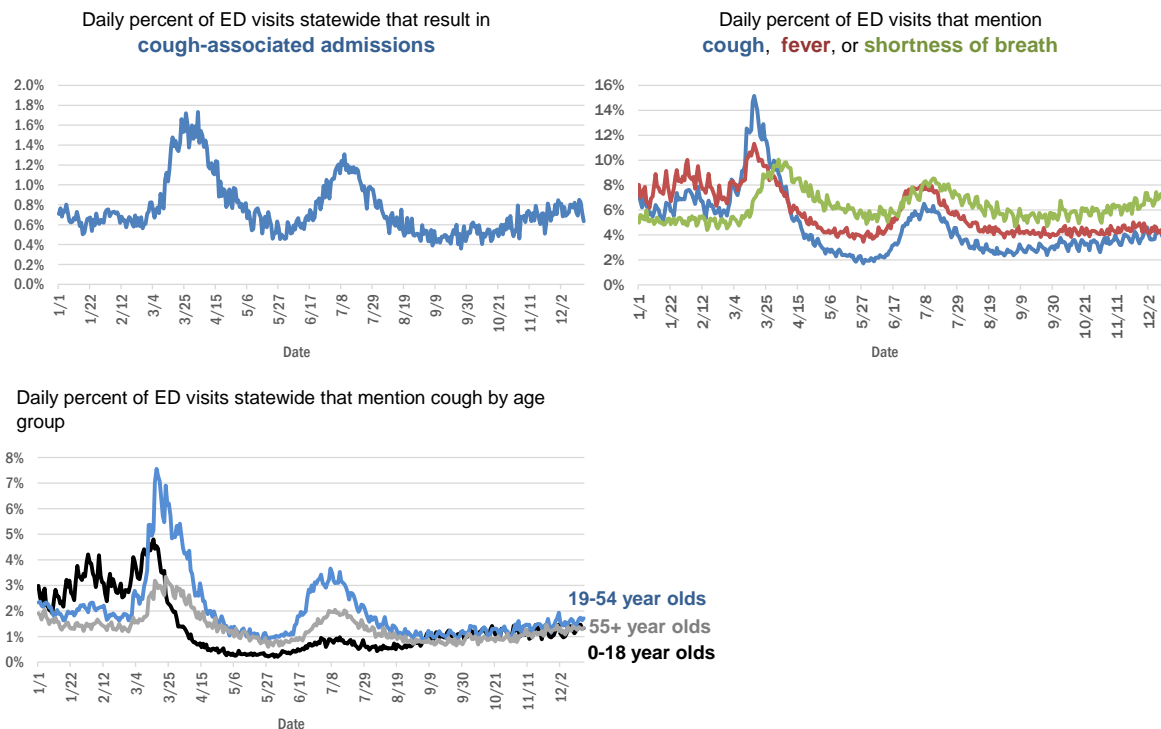 Daily percent of ED visits statewide that result in
cough-associated admissions
2.0%
1.8%
1.6%
1.4%
1.2%
1.0%
0.8%
0.6%
0.4%
0.2%
0.0%
1/1 1/22 2/12 3/4 3/25 4/15 5/6 5/27 6/17 7/8 7/29 8/19 9/9 9/30 10/21 11/11 12/2
Date
Daily percent of ED visits that mention
cough, fever, or shortness of breath
16%
14%
12%
10%
8%
6%
4%
2%
0%
1/1 1/22 2/12 3/4 3/25 4/15 5/6 5/27 6/17 7/8 7/29 8/19 9/9 9/30 10/21 11/11 12/2
Date
Daily percent of ED visits statewide that mention cough by age
group
8%
7%
6%
5%
4%
3%
2%
1%
0%
19-54 year olds
55+ year olds
0-18 year olds
1/1 1/22 2/12 3/4 3/25 4/15 5/6 5/27 6/17 7/8 7/29 8/19 9/9 9/30 10/21 11/11 12/2
Date